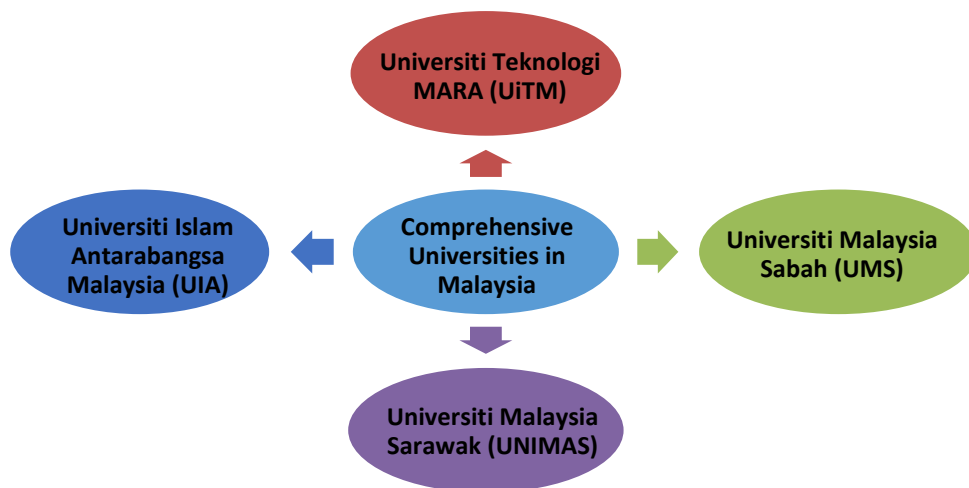 Universiti Teknologi
MARA (UiTM)
Universiti Islam
Antarabangsa
Malaysia (UIA)
Comprehensive
Universities in
Malaysia
Universiti Malaysia
Sabah (UMS)
Universiti Malaysia
Sarawak (UNIMAS)